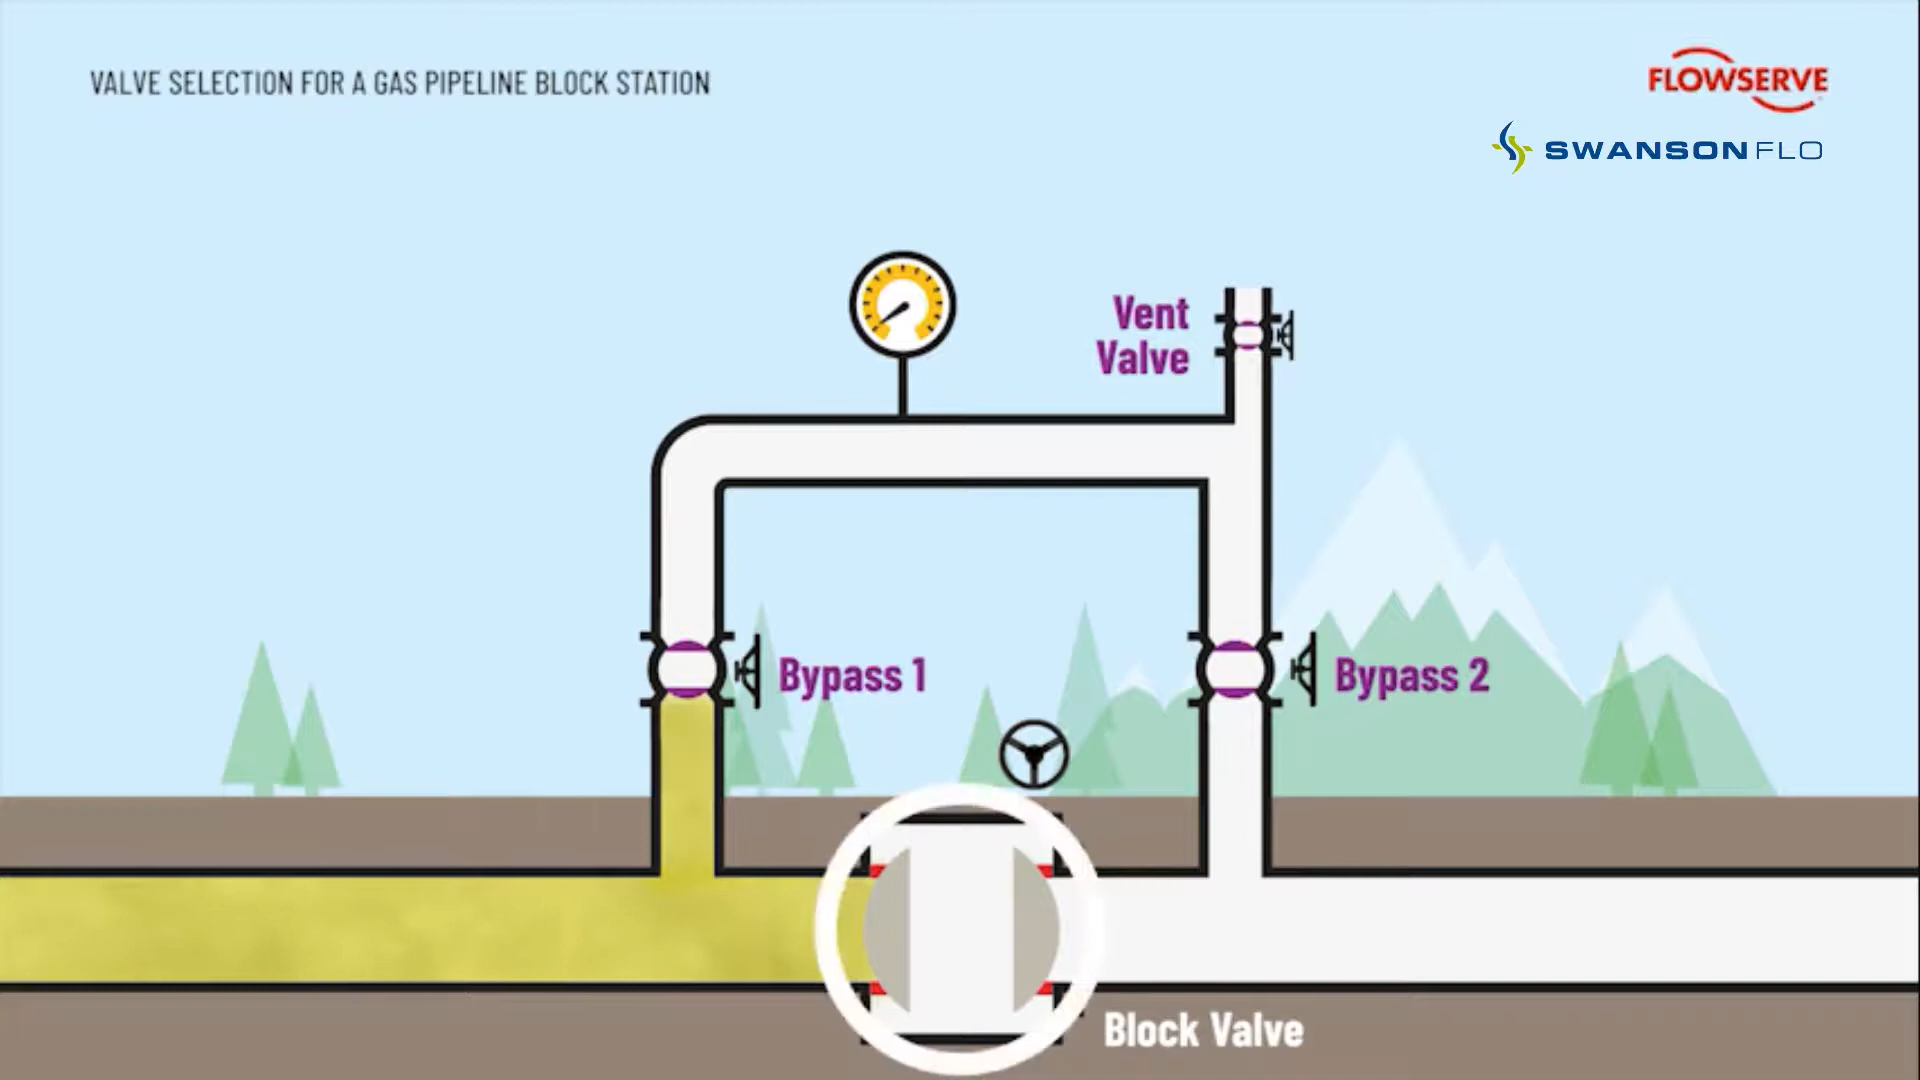 VALVE SELECTION FOR A GAS PIPELINE BLOCK STATION
FLOWSERVE
SWANSONFLO
Vent
Valve
Bypass 1
Bypass 2
Block Valve